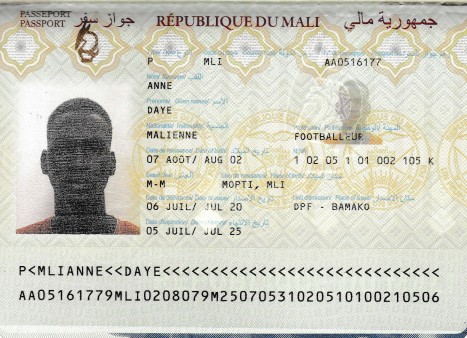 PASSEPORT
PASSPORT
جواز سفر
RÉPUBLIQUE DU MALI
جمهورية مالي
P MLI AA0516177
ANNE
DAYE
MALIENNE FOOTBALLEUR
07 AOUT/ AUG 02 1 02 05 1 01 002 105 K
M-M MOPTI, MLI
06 JUIL/ JUL 20 DPF - BAMAKO
05 JUIL/ JUL 25
P<MLIANNE<<DAYE<<<<<<<<<<<<<<<<<<<<<<<<<<<<<
AA05161779MLI0208079M25070531020510100210506